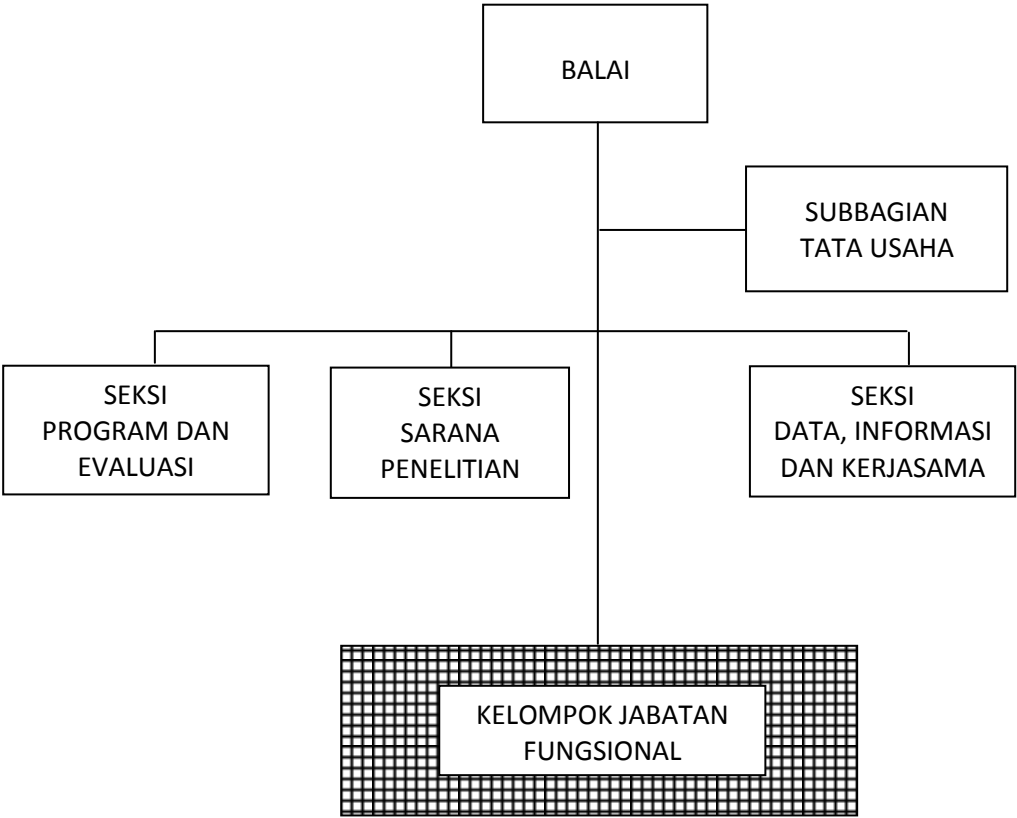 BALAI
SUBBAGIAN
TATA USAHA
SEKSI
PROGRAM DAN
EVALUASI
SEKSI
SARANA
PENELITIAN
SEKSI
DATA, INFORMASI
DAN KERJASAMA
KELOMPOK JABATAN
FUNGSIONAL